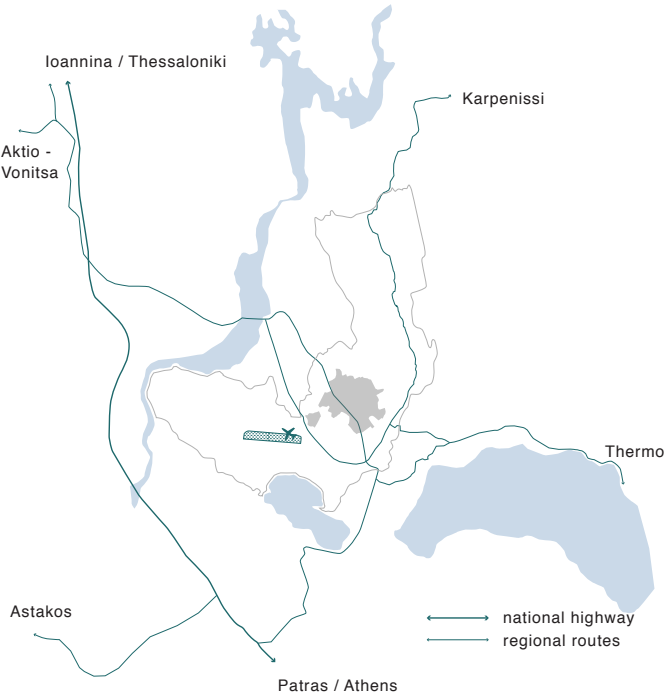 Ioannina / Thessaloniki
Karpenissi
Aktio -
Vonitsa
Thermo
Astakos
national highway
regional routes
Patras / Athens